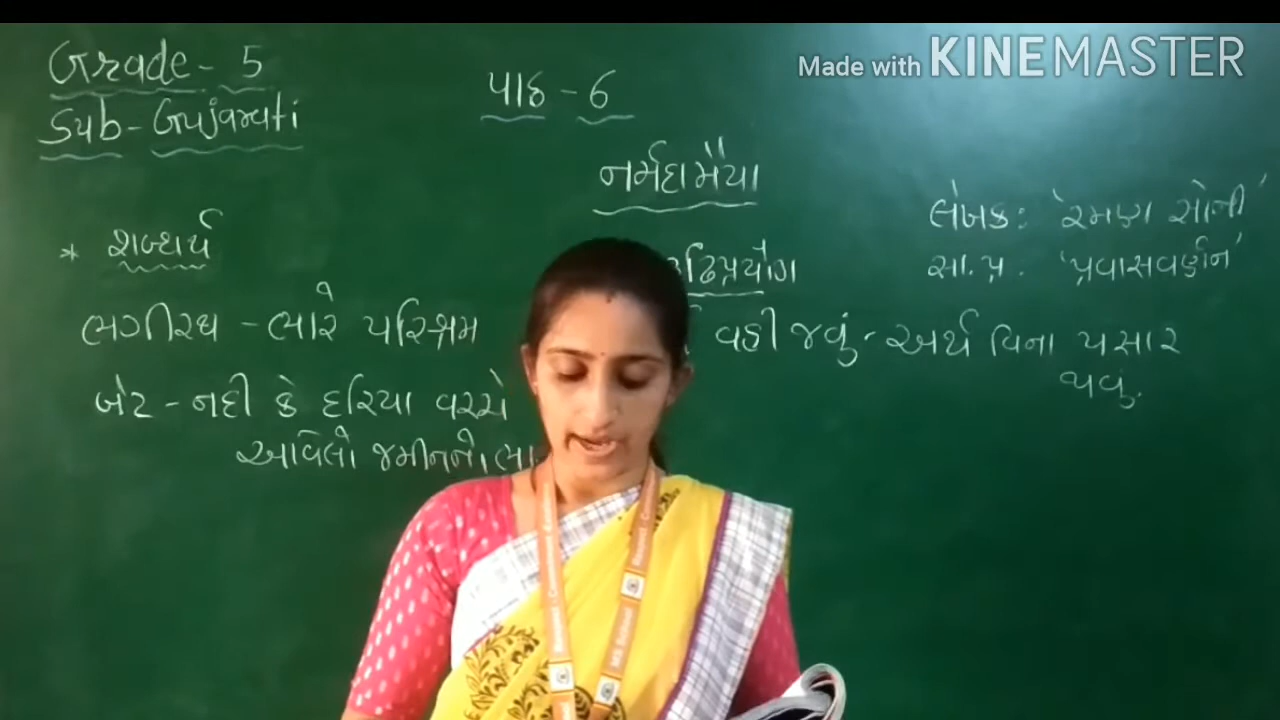 Made with KINEMASTER
Grade - 5
Sub - Gujarati
પાઠ - 6
નર્મદામૈયા
લેખક : 'રમણ સોની'
સા. પ્ર. 'પ્રવાસવર્ણન'
* શબ્દાર્થ
રૂઢિપ્રયોગ
ભગીરથ - ભારે પરિશ્રમ
વહી જવું - અર્થ વિના પસાર
થવું.
બેટ - નદી કે દરિયા વચ્ચે
આવેલો જમીનનો